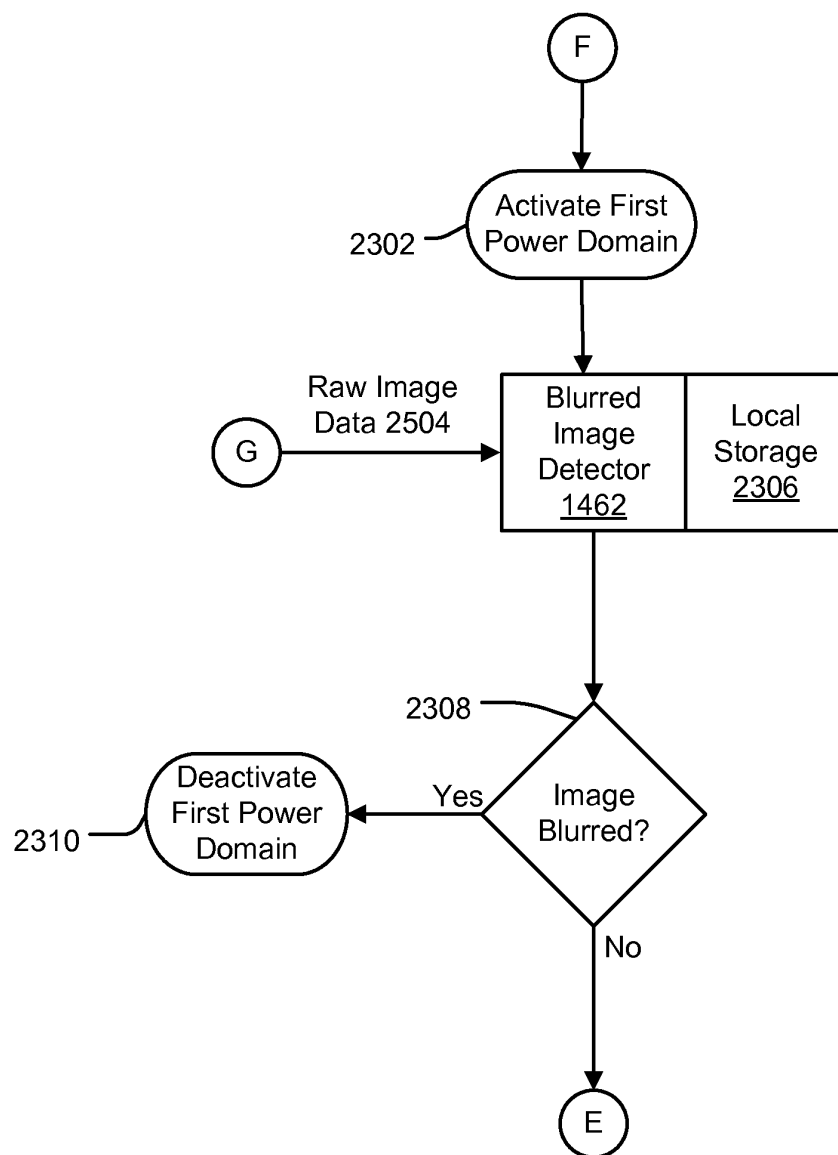 F
Activate First
Power Domain
2302
Raw Image
Data 2504
G
Blurred
Image
Detector
1462
Local
Storage
2306
2308
Image
Blurred?
Yes
Deactivate
First Power
Domain
2310
No
E